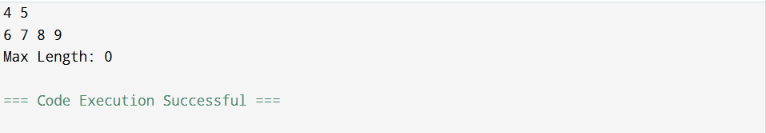 4 5
6 7 8 9
Max Length: 0
=== Code Execution Successful ===